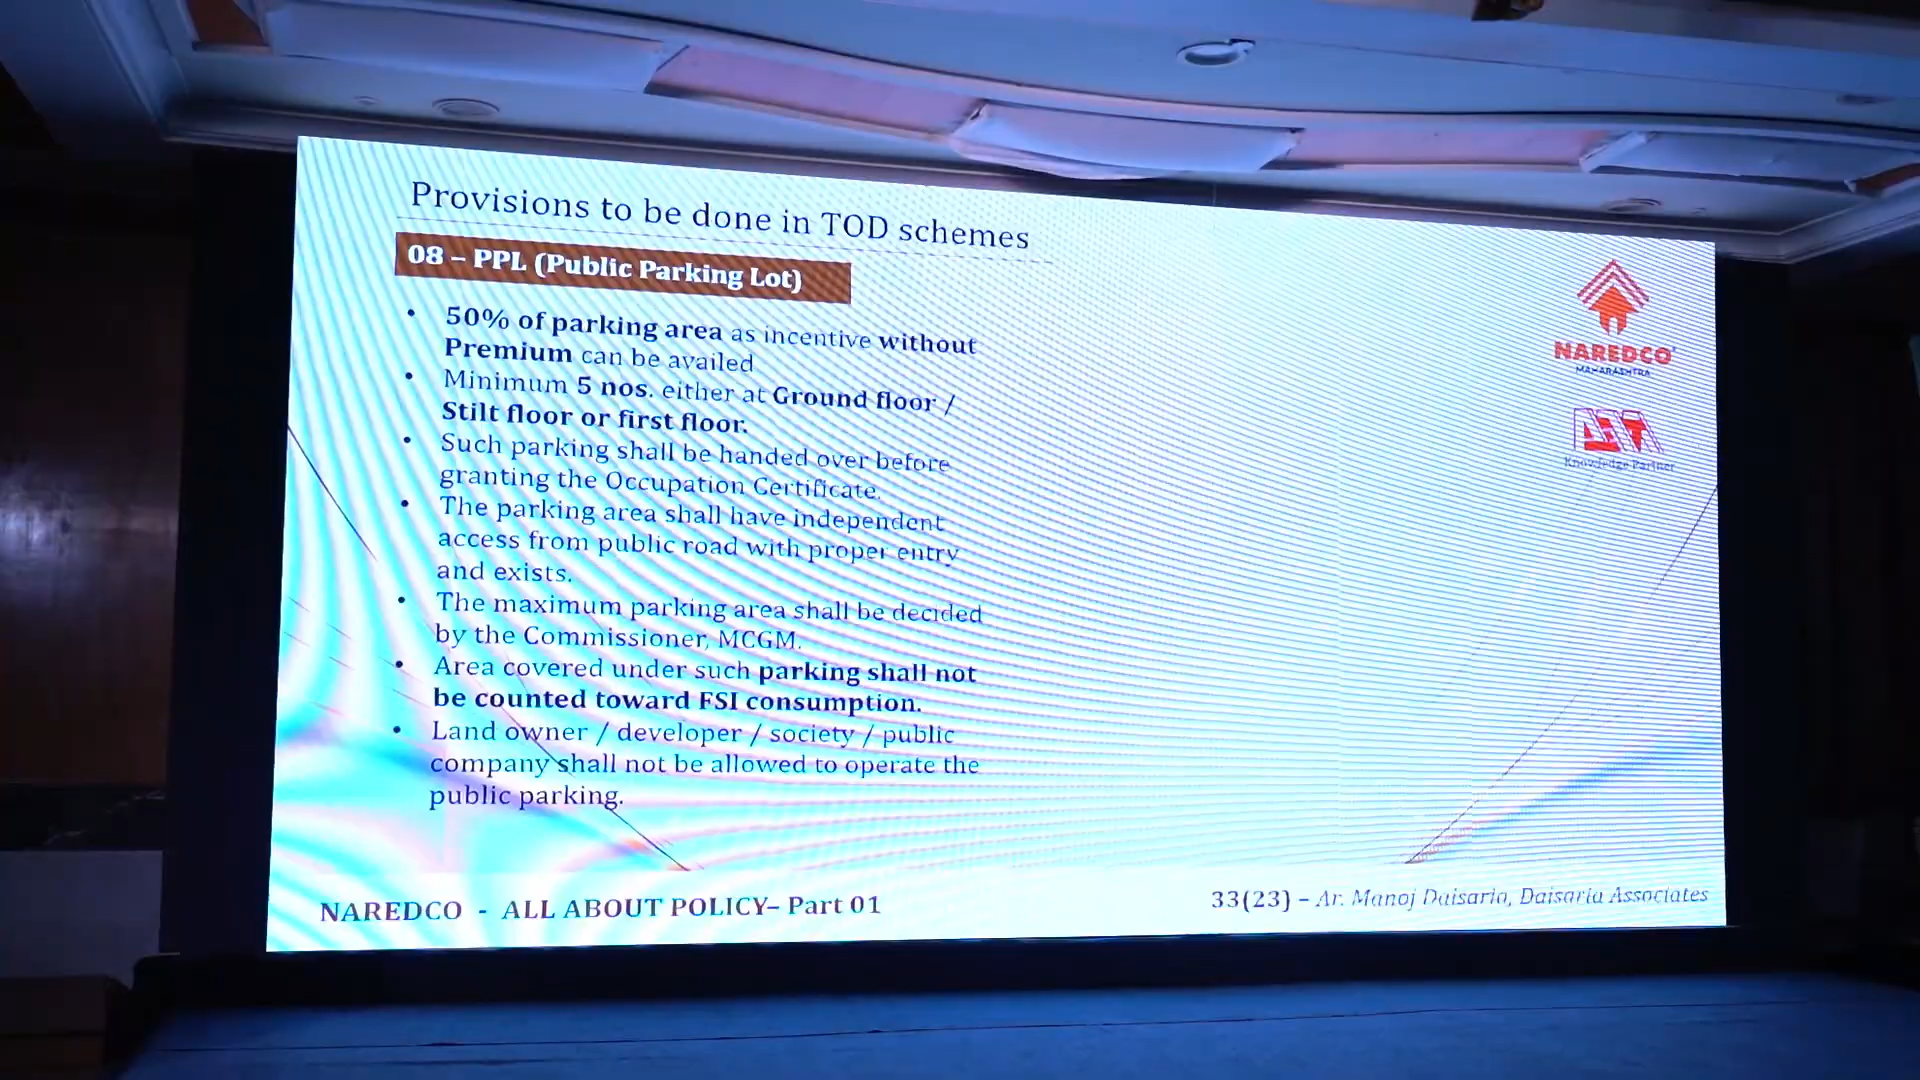 Provisions to be done in TOD schemes
08 – PPL (Public Parking Lot)
• 50% of parking area as incentive without
Premium can be availed
• Minimum 5 nos. either at Ground floor /
Stilt floor or first floor.
• Such parking shall be handed over before
granting the Occupation Certificate.
• The parking area shall have independent
access from public road with proper entry
and exists.
• The maximum parking area shall be decided
by the Commissioner, MCGM.
• Area covered under such parking shall not
be counted toward FSI consumption.
• Land owner / developer / society / public
company shall not be allowed to operate the
public parking.
NAREDCO
MAHARASHTRA
Knowledge Partner
NAREDCO - ALL ABOUT POLICY– Part 01
33(23) – Ar. Manoj Daisaria, Daisaria Associates